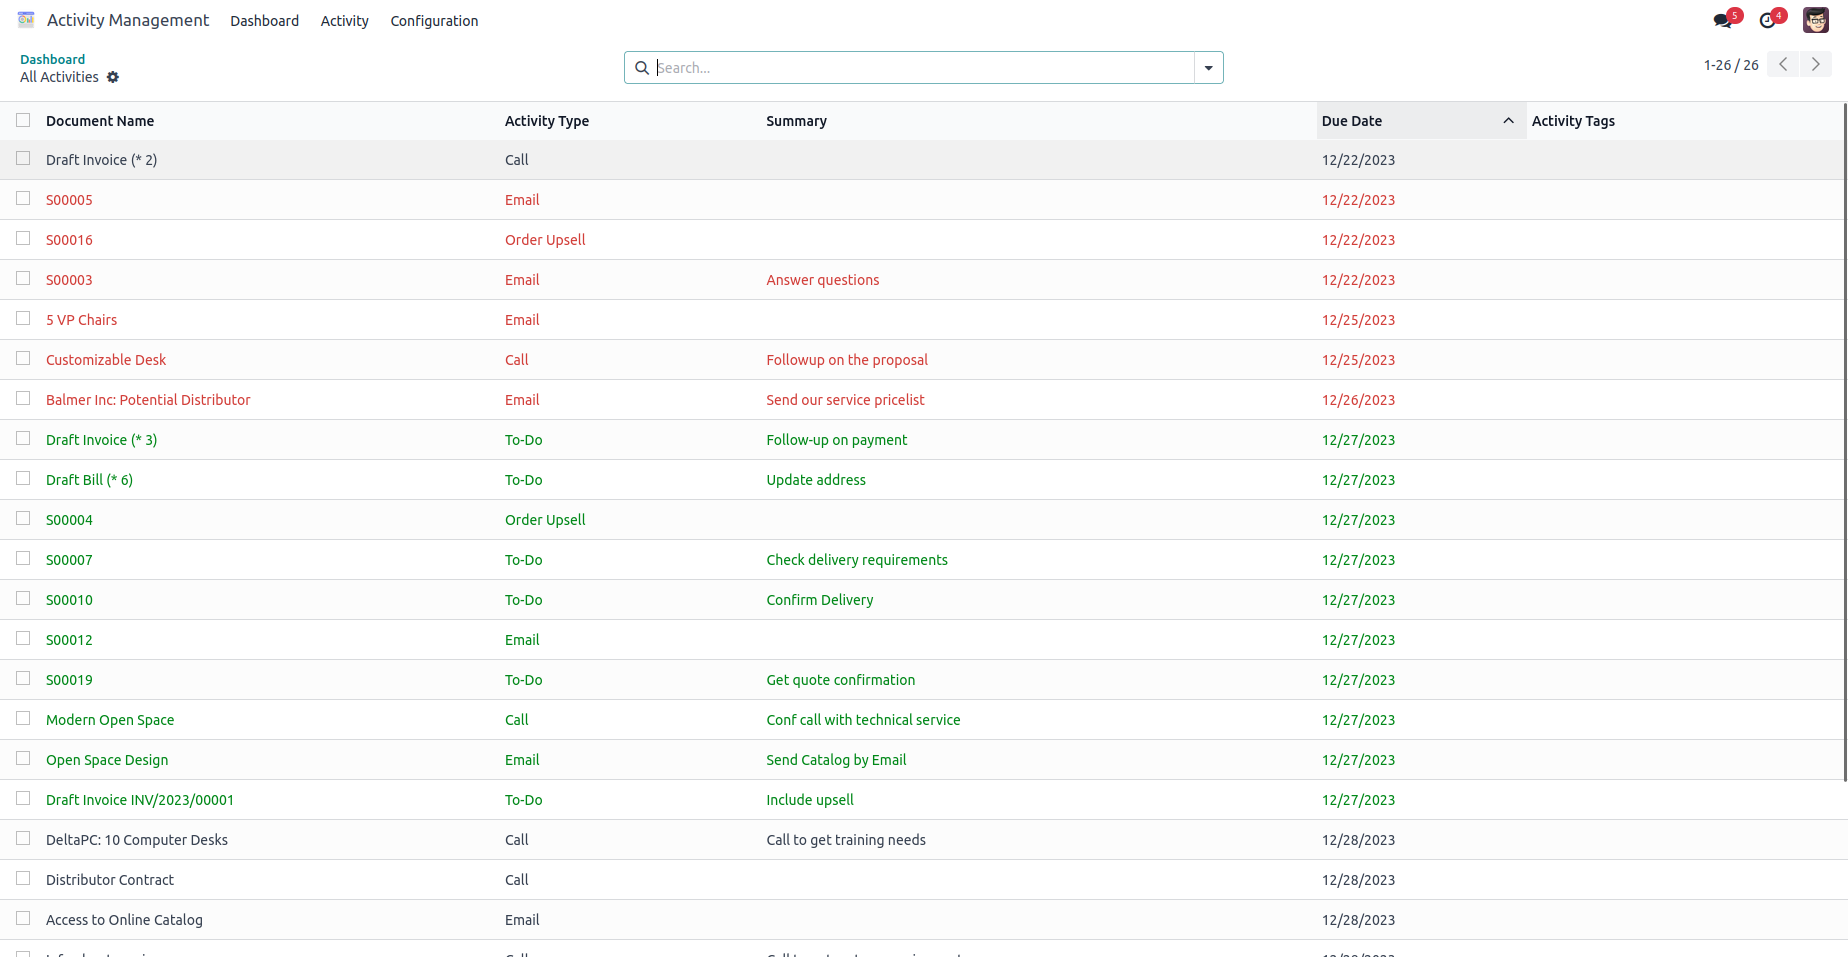 Activity Management Dashboard Activity Configuration 5 4
Dashboard
All Activities
Search...
1-26 / 26
Document Name Activity Type Summary Due Date Activity Tags
Draft Invoice (* 2) Call 12/22/2023
S00005 Email 12/22/2023
S00016 Order Upsell 12/22/2023
S00003 Email Answer questions 12/22/2023
5 VP Chairs Email 12/25/2023
Customizable Desk Call Followup on the proposal 12/25/2023
Balmer Inc: Potential Distributor Email Send our service pricelist 12/26/2023
Draft Invoice (* 3) To-Do Follow-up on payment 12/27/2023
Draft Bill (* 6) To-Do Update address 12/27/2023
S00004 Order Upsell 12/27/2023
S00007 To-Do Check delivery requirements 12/27/2023
S00010 To-Do Confirm Delivery 12/27/2023
S00012 Email 12/27/2023
S00019 To-Do Get quote confirmation 12/27/2023
Modern Open Space Call Conf call with technical service 12/27/2023
Open Space Design Email Send Catalog by Email 12/27/2023
Draft Invoice INV/2023/00001 To-Do Include upsell 12/27/2023
DeltaPC: 10 Computer Desks Call Call to get training needs 12/28/2023
Distributor Contract Call 12/28/2023
Access to Online Catalog Email 12/28/2023